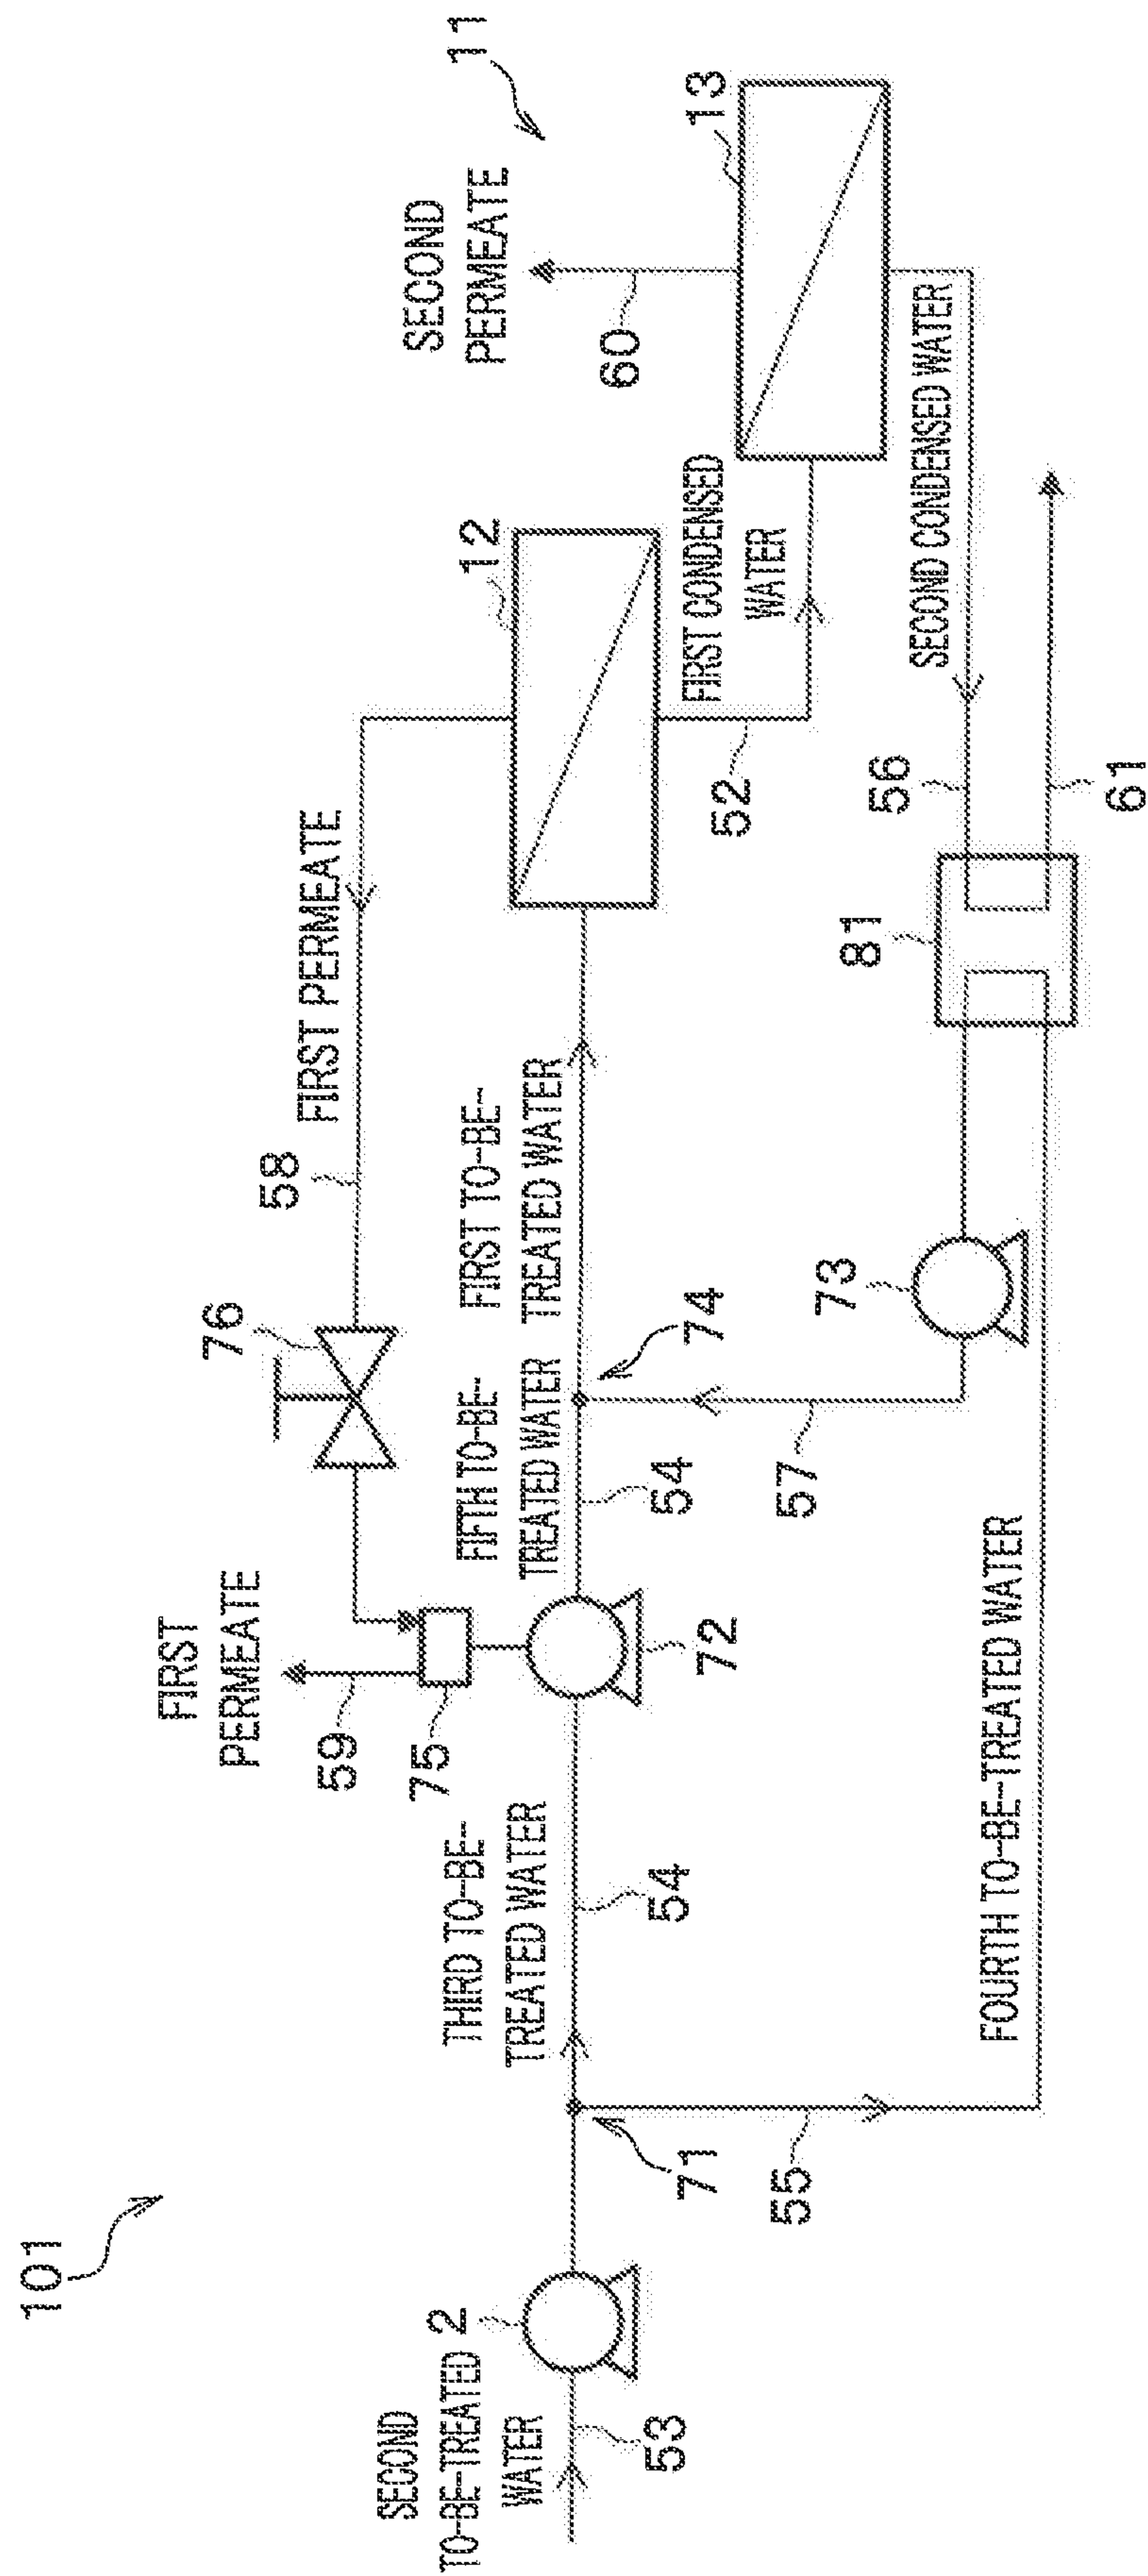 101
11
SECOND
TO-BE-TREATED
WATER
2
53
71
55
THIRD TO-BE-
TREATED WATER
54
FIRST
PERMEATE
59
75
72
FIFTH TO-BE-
TREATED WATER
54
74
57
76
58
FIRST PERMEATE
FIRST TO-BE-
TREATED WATER
12
52
FIRST CONDENSED
WATER
SECOND
PERMEATE
60
13
SECOND CONDENSED WATER
56
61
81
73
FOURTH TO-BE-TREATED WATER